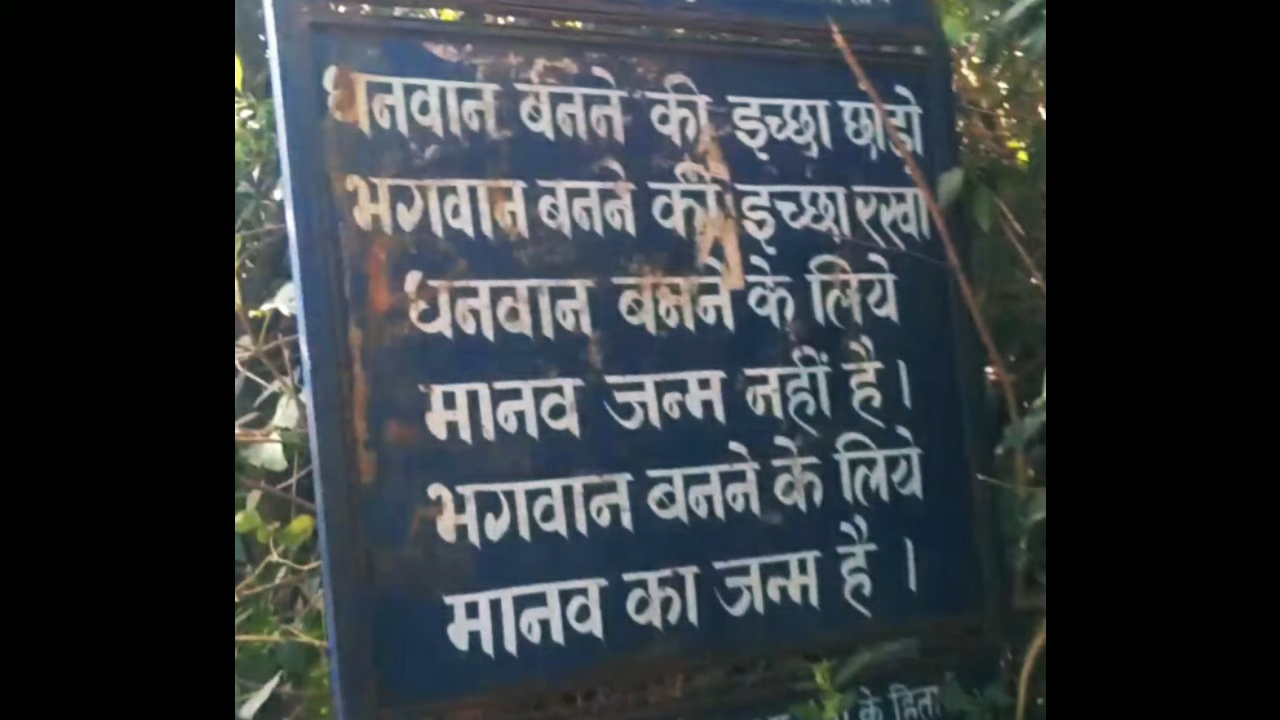 धनवान बनने की इच्छा छाडो
भगवान बनने की इच्छा रखो
धनवान बनने के लिये
मानव जन्म नहीं है।
भगवान बनने के लिये
मानव का जन्म है ।
के हिता